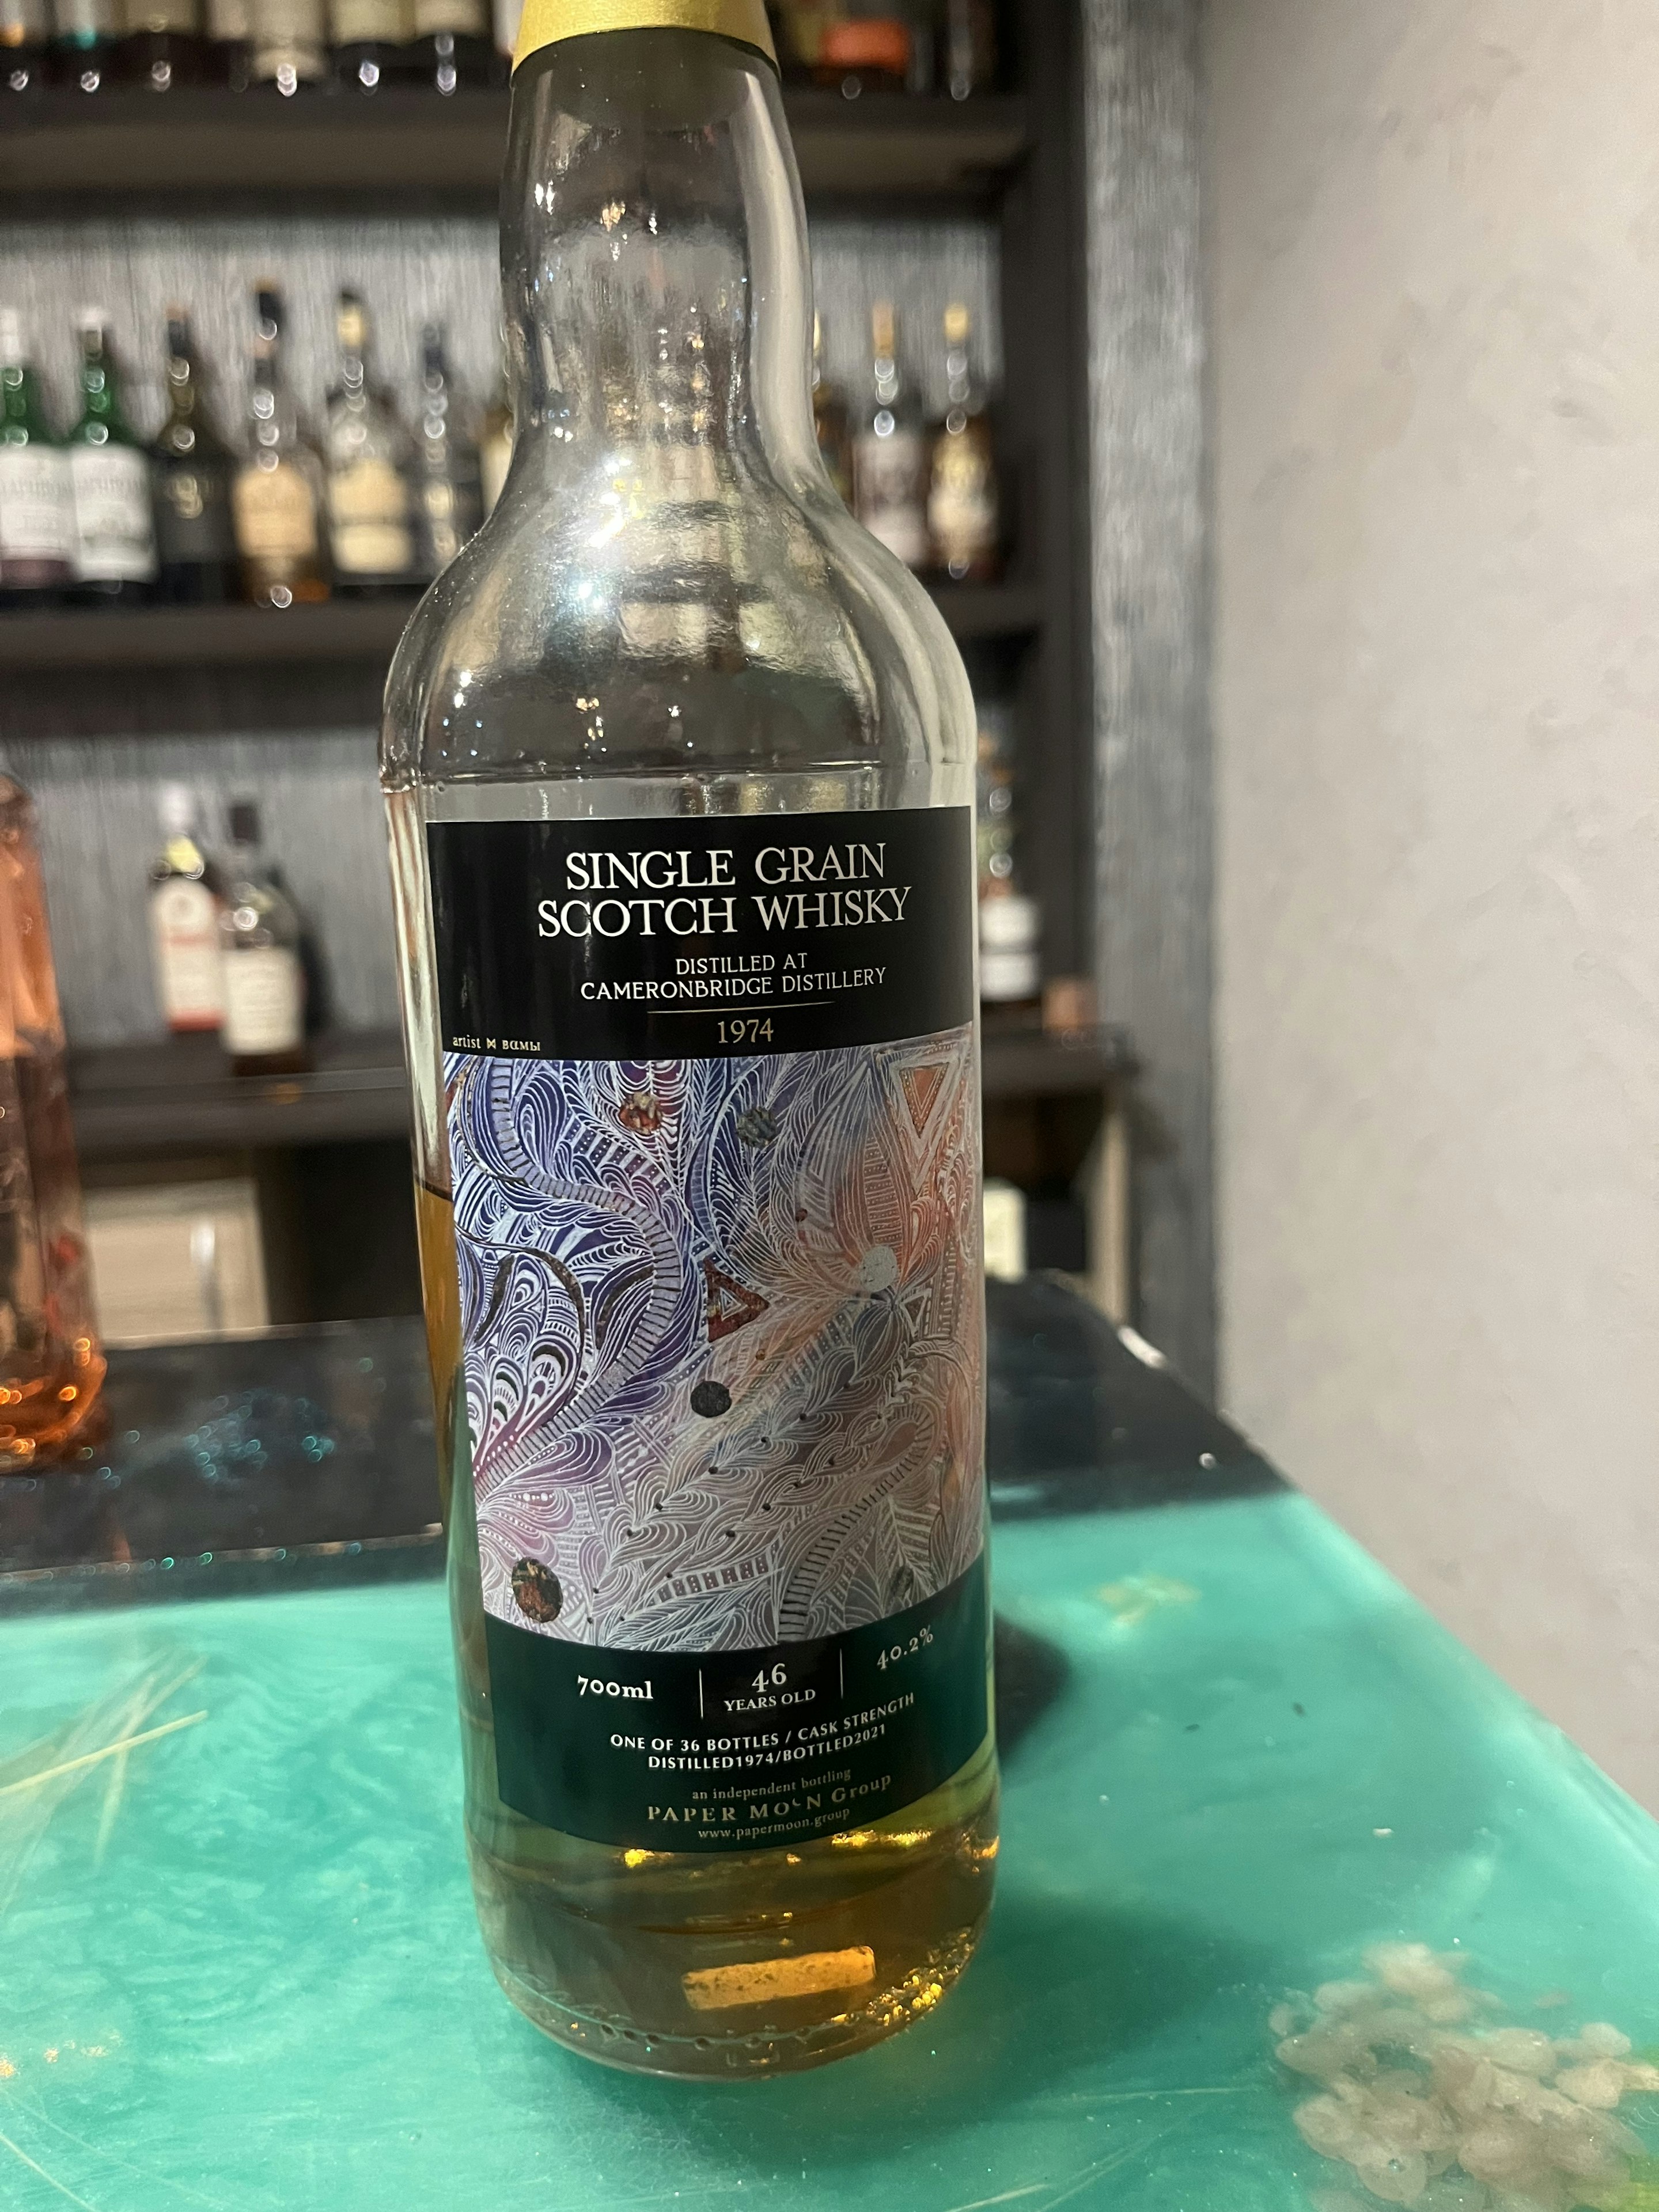 SINGLE GRAIN
SCOTCH WHISKY
DISTILLED AT
CAMERONBRIDGE DISTILLERY
1974
artist ⋈ вамы
700ml
46
YEARS OLD
40.2%
ONE OF 36 BOTTLES / CASK STRENGTH
DISTILLED1974/BOTTLED2021
an independent bottling
PAPER MOON Group
www.papermoon.group